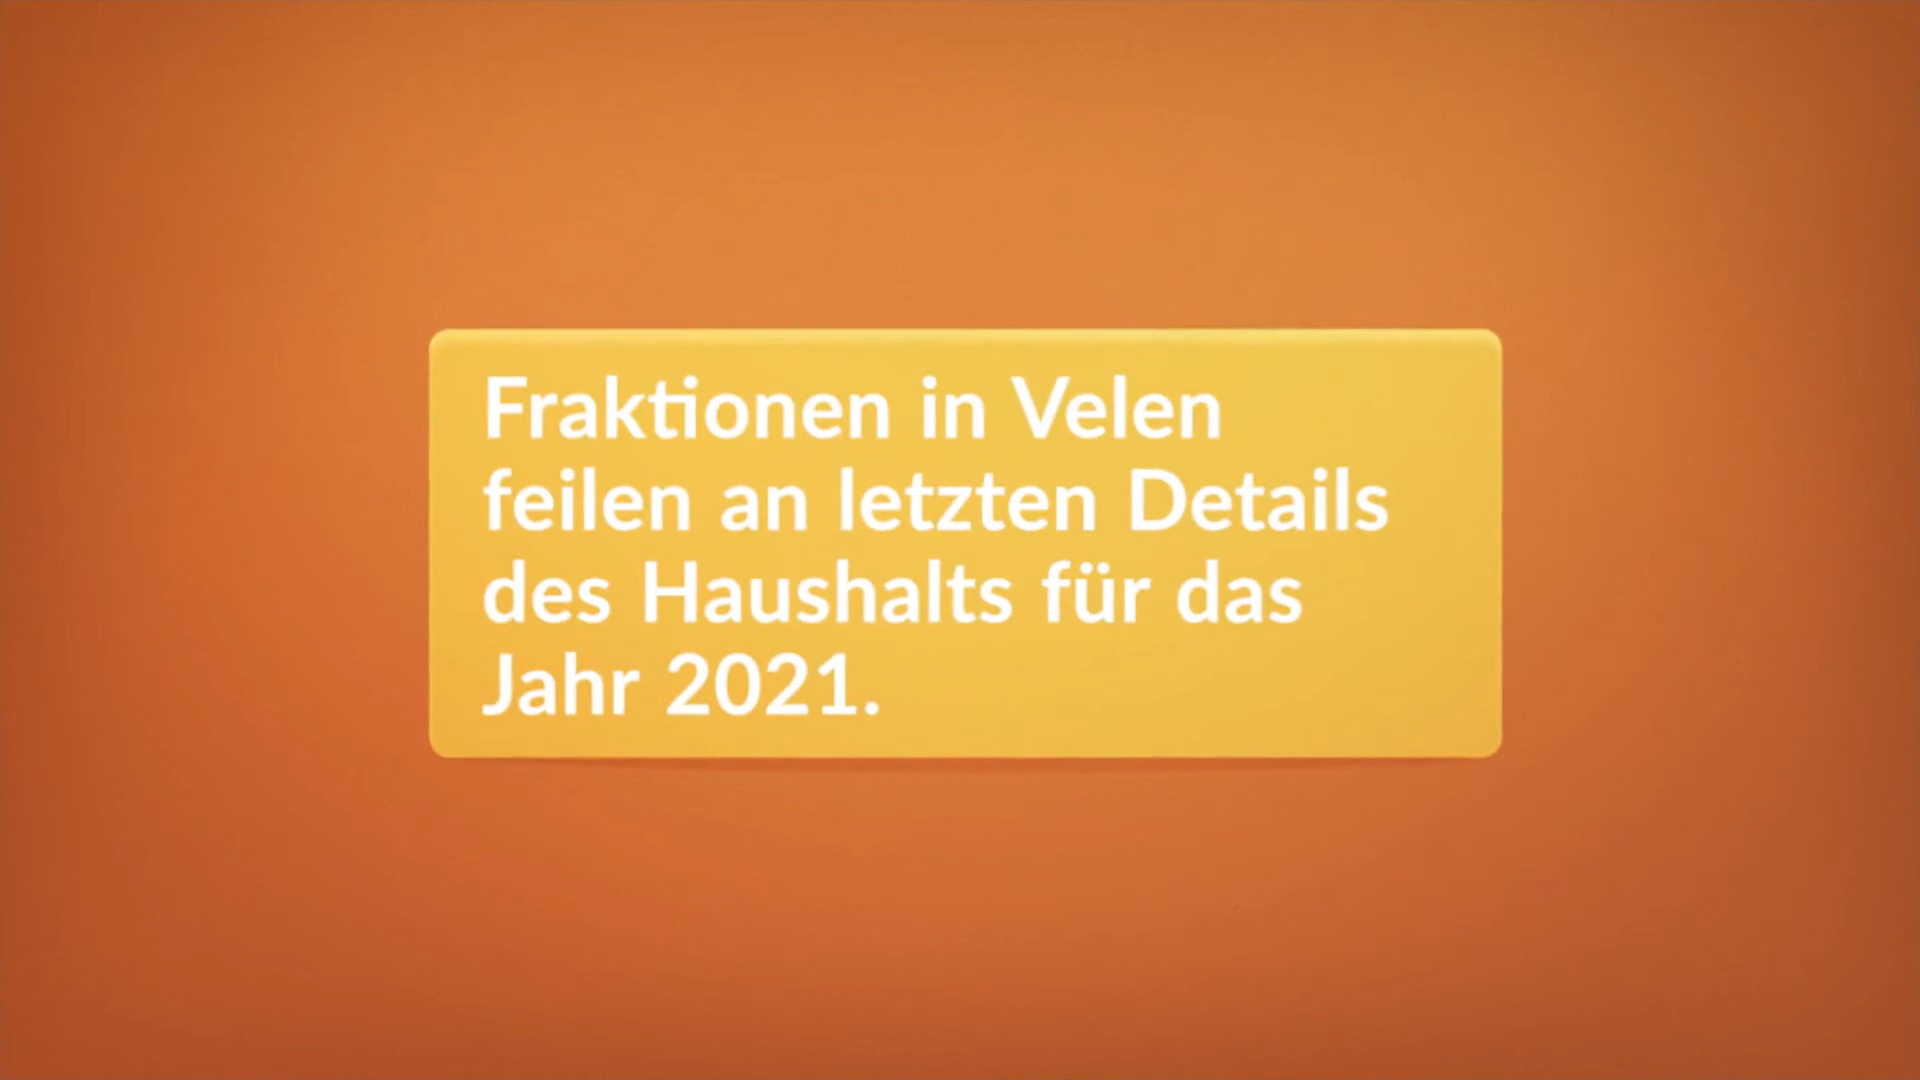 Fraktionen in Velen
feilen an letzten Details
des Haushalts für das
Jahr 2021.